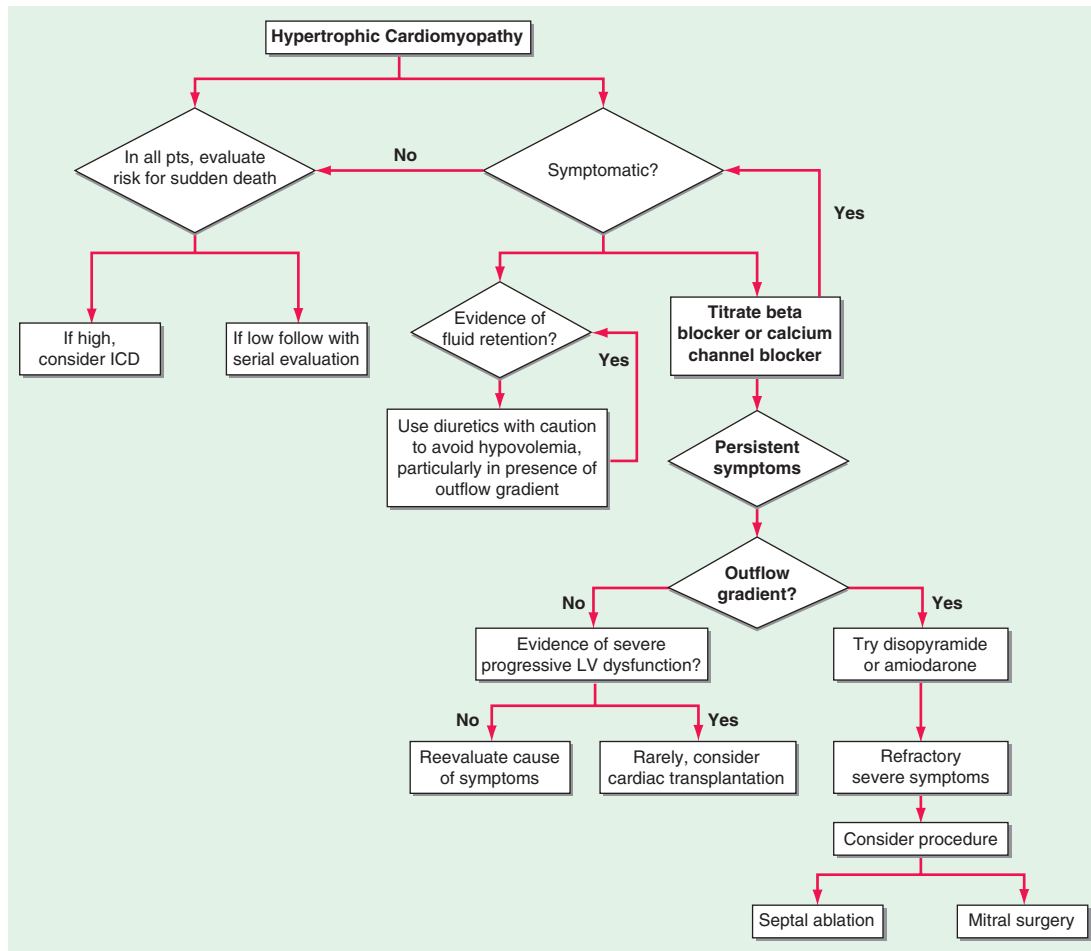 Hypertrophic Cardiomyopathy
In all pts, evaluate
risk for sudden death
No
Symptomatic?
Yes
If high,
consider ICD
If low follow with
serial evaluation
Evidence of
fluid retention?
Yes
Titrate beta
blocker or calcium
channel blocker
Use diuretics with caution
to avoid hypovolemia,
particularly in presence of
outflow gradient
Persistent
symptoms
Outflow
gradient?
No
Yes
Evidence of severe
progressive LV dysfunction?
Try disopyramide
or amiodarone
No
Yes
Reevaluate cause
of symptoms
Rarely, consider
cardiac transplantation
Refractory
severe symptoms
Consider procedure
Septal ablation
Mitral surgery